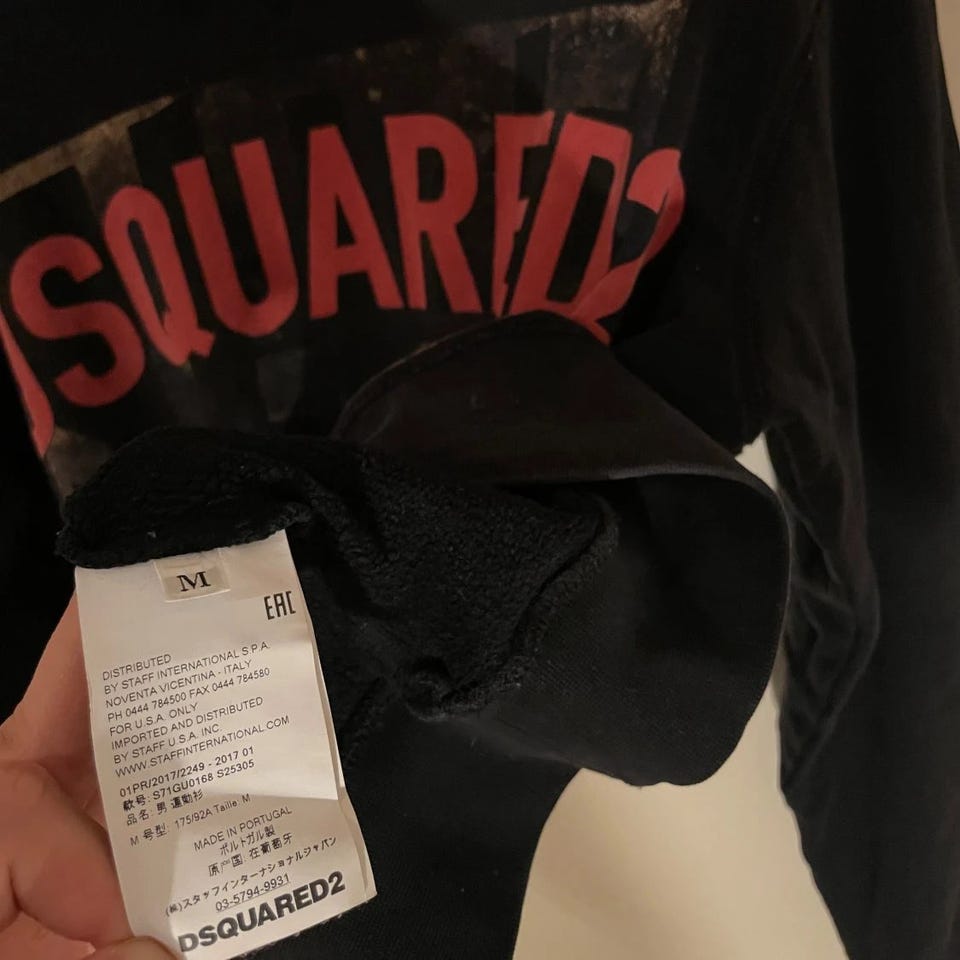 DSQUARED2
M
EAC
DISTRIBUTED
BY STAFF INTERNATIONAL S.P.A.
NOVENTA VICENTINA - ITALY
PH 0444 784500 FAX 0444 784580
FOR U.S.A. ONLY
IMPORTED AND DISTRIBUTED
BY STAFF U.S.A. INC.
WWW.STAFFINTERNATIONAL.COM
01PR/2017/2249 - 2017 01
款号: S71GU0168 S25305
品名: 男 運動衫
M 号型: 175/92A Taille: M
MADE IN PORTUGAL
ポルトガル製
原产国: 在葡萄牙
(株)スタッフインターナショナルジャパン
03-5794-9931
DSQUARED2